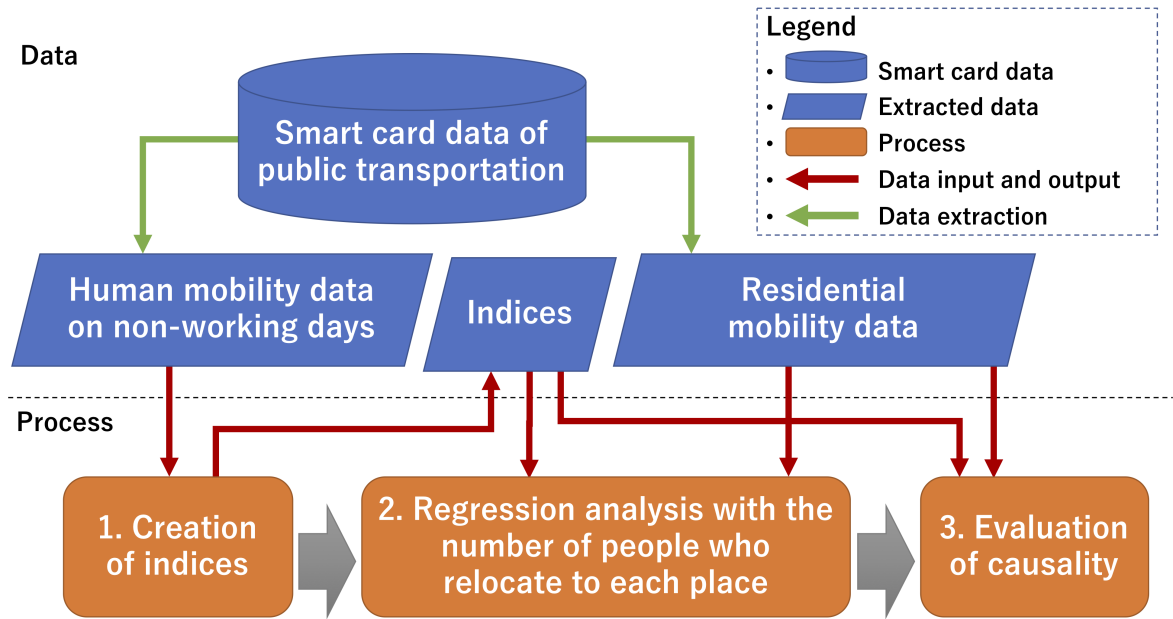 Data
Smart card data of
public transportation
Legend
• Smart card data
• Extracted data
• Process
• Data input and output
• Data extraction
Human mobility data
on non-working days
Indices
Residential
mobility data
Process
1. Creation
of indices
2. Regression analysis with the
number of people who
relocate to each place
3. Evaluation
of causality